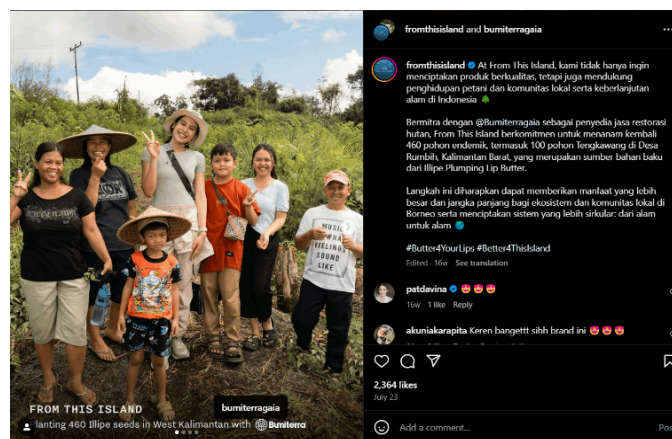 FROM THIS ISLAND
lanting 460 Illipe seeds in West Kalimantan with Bumiterra
bumiterragaia
fromthisisland and bumiterragaia
fromthisisland At From This Island, kami tidak hanya ingin
menciptakan produk berkualitas, tetapi juga mendukung
penghidupan petani dan komunitas lokal serta keberlanjutan
alam di Indonesia 🌲
Bermitra dengan @Bumiterragaia sebagai penyedia jasa restorasi
hutan, From This Island berkomitmen untuk menanam kembali
460 pohon endemik, termasuk 100 pohon Tengkawang di Desa
Rumbih, Kalimantan Barat, yang merupakan sumber bahan baku
dari Illipe Plumping Lip Butter.
Langkah ini diharapkan dapat memberikan manfaat yang lebih
besar dan jangka panjang bagi ekosistem dan komunitas lokal di
Borneo serta menciptakan sistem yang lebih sirkular: dari alam
untuk alam 🌏
#Butter4YourLips #Better4ThisIsland
Edited · 16w See translation
patdavina 😍😍😍
16w 1 like Reply
akuniakarapita Keren bangettt sihh brand ini 😍😍😍
2,364 likes
July 23
Add a comment...
Pos